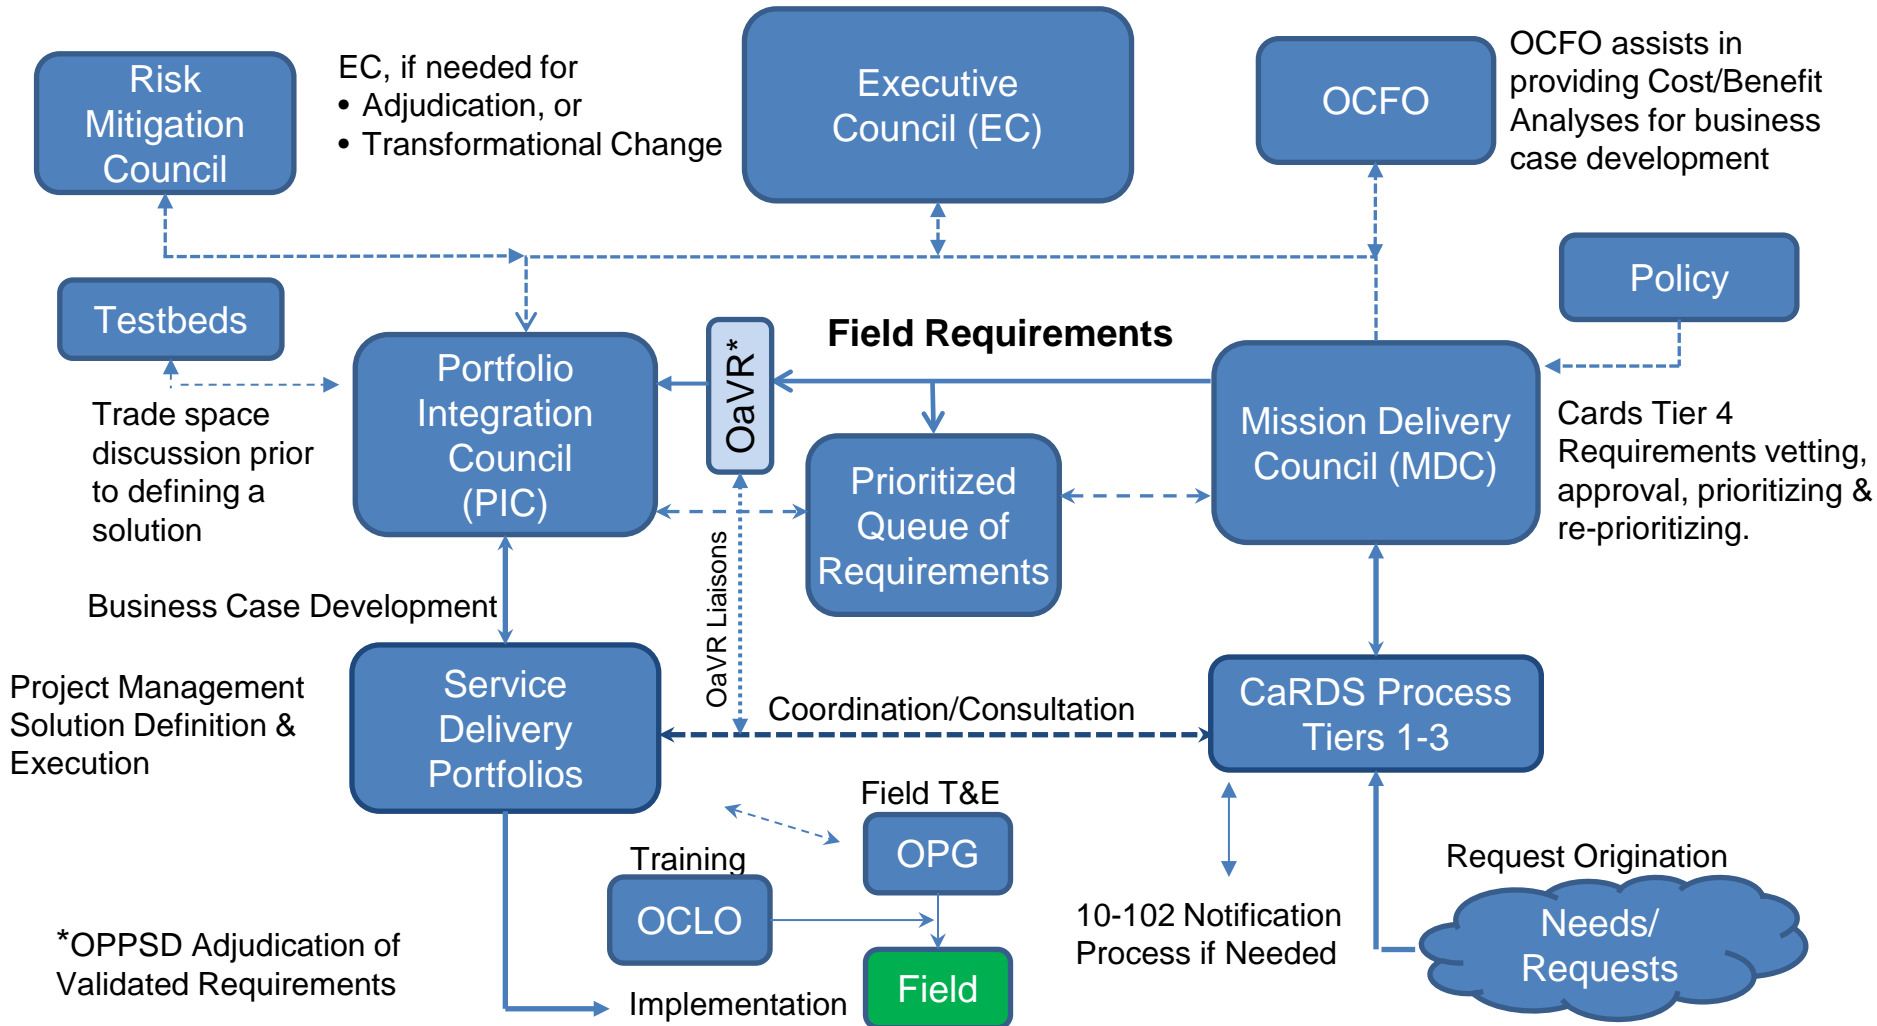 Risk
Mitigation
Council
EC, if needed for
• Adjudication, or
• Transformational Change
Executive
Council (EC)
OCFO
OCFO assists in
providing Cost/Benefit
Analyses for business
case development
Testbeds
Policy
Trade space
discussion prior
to defining a
solution
Portfolio
Integration
Council
(PIC)
OaVR*
Field Requirements
Prioritized
Queue of
Requirements
Mission Delivery
Council (MDC)
Cards Tier 4
Requirements vetting,
approval, prioritizing &
re-prioritizing.
Business Case Development
OaVR Liaisons
Project Management
Solution Definition &
Execution
Service
Delivery
Portfolios
Coordination/Consultation
CaRDS Process
Tiers 1-3
Field T&E
OPG
Training
OCLO
Field
Implementation
10-102 Notification
Process if Needed
Request Origination
Needs/
Requests
*OPPSD Adjudication of
Validated Requirements